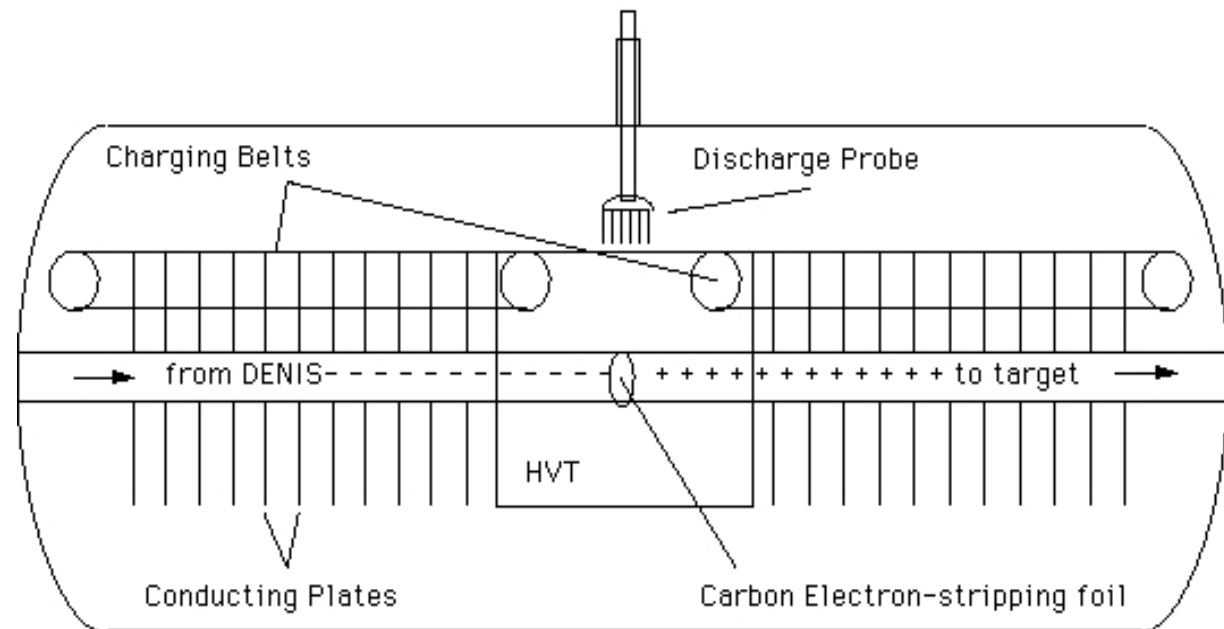 Charging Belts
Discharge Probe
from DENIS
to target
HVT
Conducting Plates
Carbon Electron-stripping foil